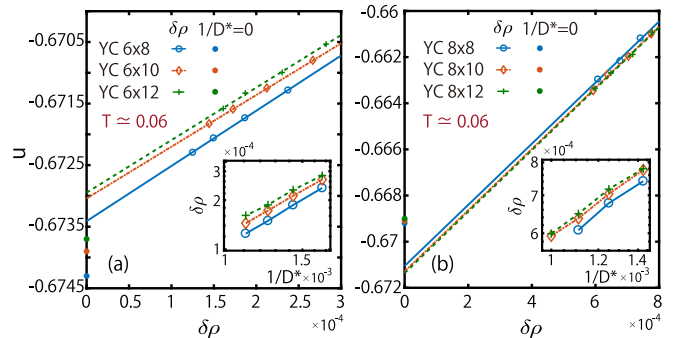 δρ 1/D*=0
YC 6x8
YC 6x10
YC 6x12
T ≃ 0.06
(a)
u
-0.6705
-0.6715
-0.6725
-0.6735
-0.6745
0 0.5 1 1.5 2 2.5 3
×10⁻⁴
δρ
×10⁻⁴
3
2
1
δρ
1 1.5
1/D* ×10⁻³
δρ 1/D*=0
YC 8x8
YC 8x10
YC 8x12
T ≃ 0.06
(b)
-0.66
-0.662
-0.664
-0.666
-0.668
-0.67
-0.672
0 2 4 6 8
×10⁻⁴
δρ
×10⁻⁴
8
7
6
δρ
1 1.2 1.4
1/D* ×10⁻³